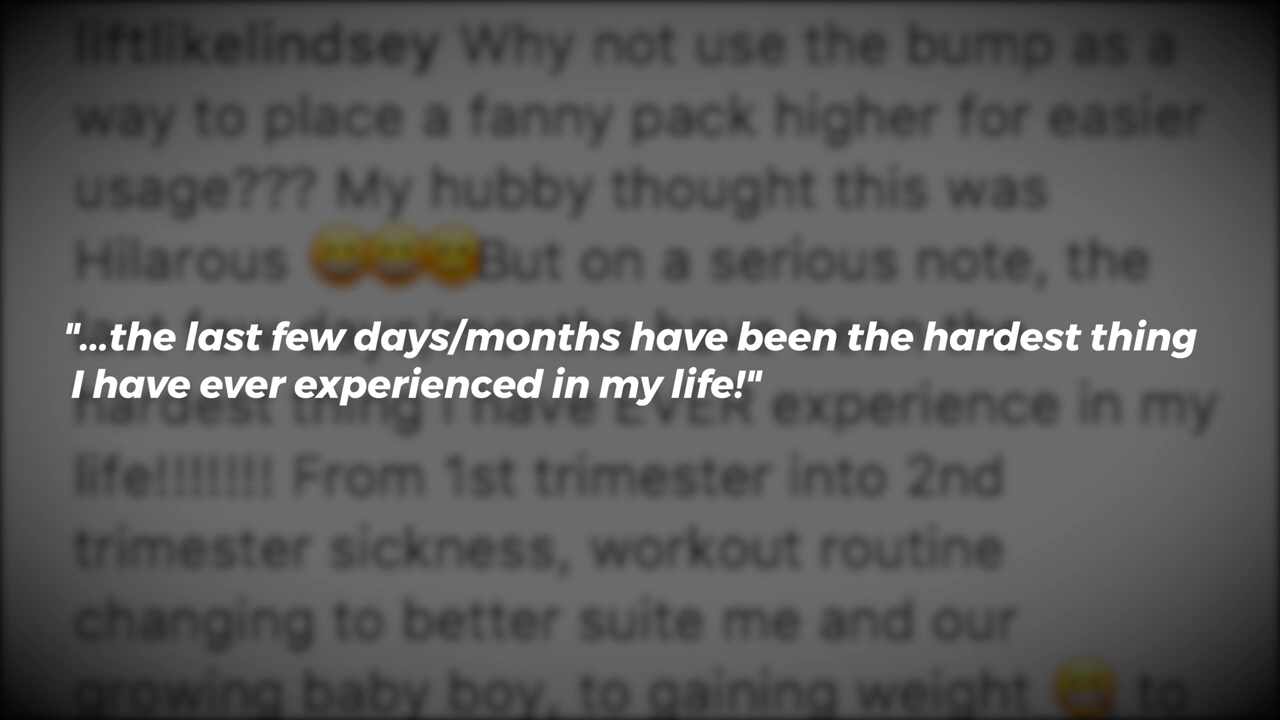 liftlikelindsey Why not use the bump as a
way to place a fanny pack higher for easier
usage??? My hubby thought this was
Hilarous 😄😄😄But on a serious note, the
"...the last few days/months have been the hardest thing
I have ever experienced in my life!"
hardest thing I have EVER experience in my
life!!!!!!! From 1st trimester into 2nd
trimester sickness, workout routine
changing to better suite me and our
growing baby boy, to gaining weight 😄 to